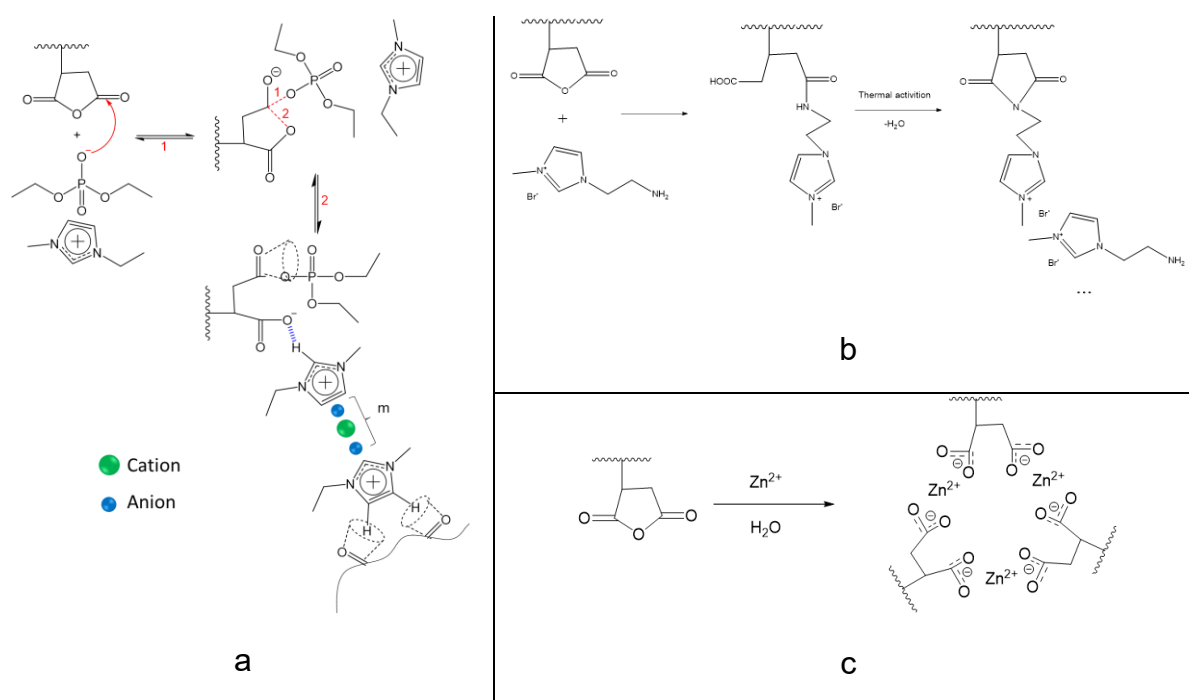 O
O
O
+
O
−
O
P
O
O
N
+
N
1
O
⊖
O
P
O
O
1
2
O
O
N
+
N
2
O
O
P
O
O
O
O
O
−
H
N
+
N
m
N
+
N
H
H
O
O
Cation
Anion
a
O
O
O
+
N⁺
N
NH₂
Br⁻
HOOC
O
HN
N
N
+
Br⁻
Thermal activition
-H₂O
O
N
O
N
N
+
Br⁻
N⁺
N
NH₂
Br⁻
...
b
O
O
O
Zn²⁺
H₂O
O
O
⊖
O
O
⊖
Zn²⁺
Zn²⁺
O
O
⊖
O
O
⊖
O
O
⊖
O
O
⊖
Zn²⁺
c